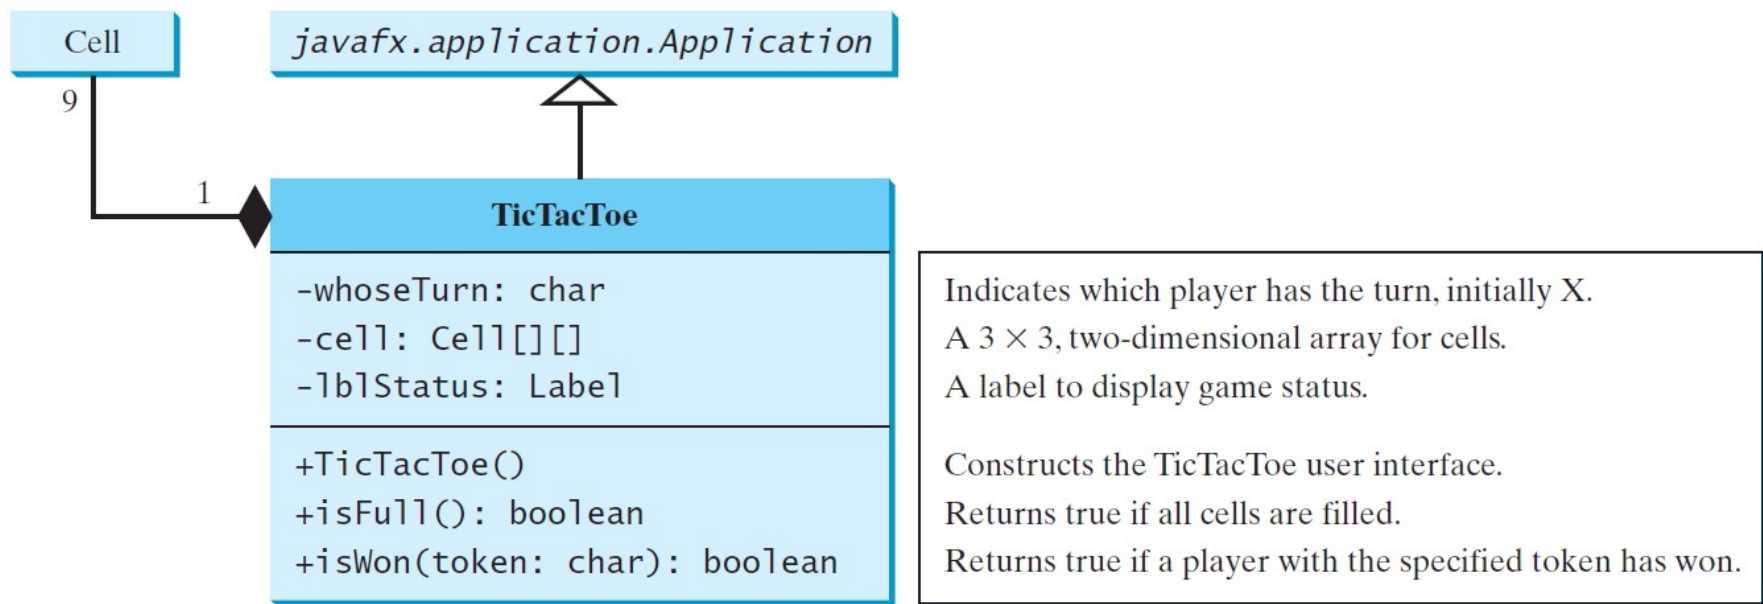 Cell
javafx.application.Application
9
1
TicTacToe
-whoseTurn: char
-cell: Cell[][]
-lblStatus: Label
+TicTacToe()
+isFull(): boolean
+isWon(token: char): boolean
Indicates which player has the turn, initially X.
A 3 × 3, two-dimensional array for cells.
A label to display game status.
Constructs the TicTacToe user interface.
Returns true if all cells are filled.
Returns true if a player with the specified token has won.